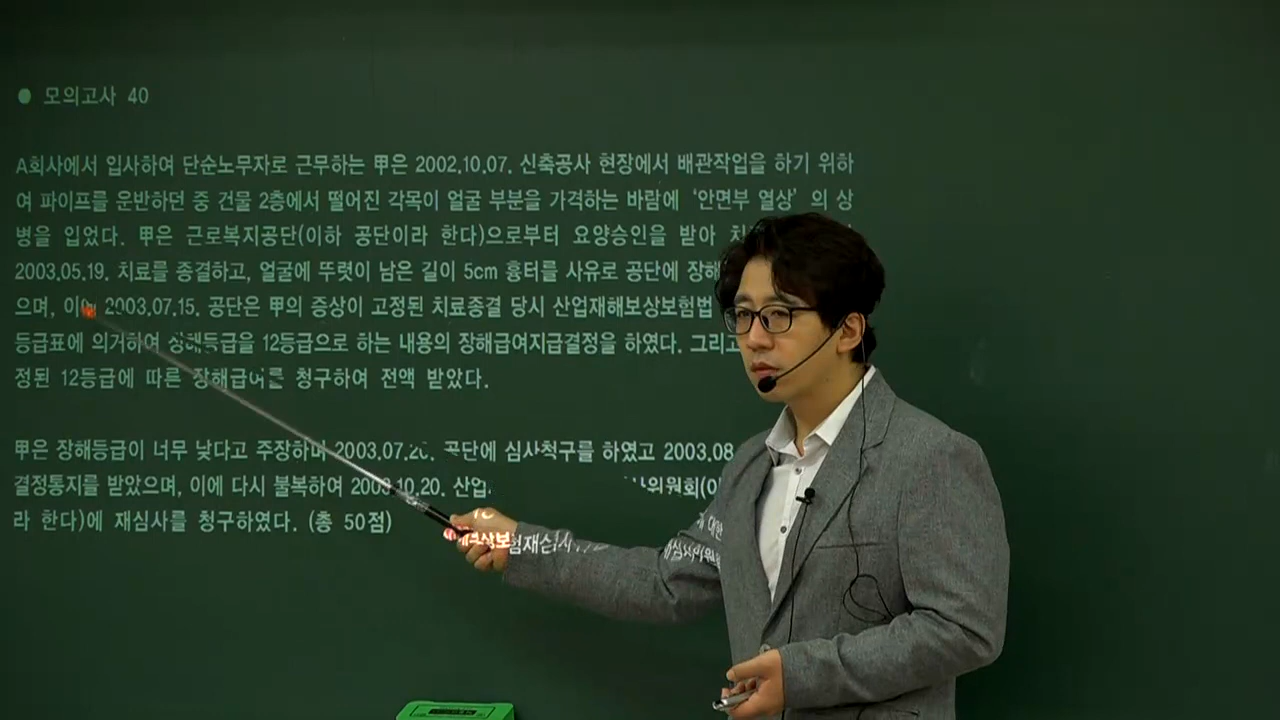 ● 모의고사 40
A회사에서 입사하여 단순노무자로 근무하는 甲은 2002.10.07. 신축공사 현장에서 배관작업을 하기 위하
여 파이프를 운반하던 중 건물 2층에서 떨어진 각목이 얼굴 부분을 가격하는 바람에 ‘안면부 열상’의 상
병을 입었다. 甲은 근로복지공단(이하 공단이라 한다)으로부터 요양승인을 받아
2003.05.19. 치료를 종결하고, 얼굴에 뚜렷이 남은 길이 5cm 흉터를 사유로 공단에 장해
으며, 2003.07.15. 공단은 甲의 증상이 고정된 치료종결 당시 산업재해보상보험법
등급표에 의거하여 장해등급을 12등급으로 하는 내용의 장해급여지급결정을 하였다. 그리고
정된 12등급에 따른 장해급여를 청구하여 전액 받았다.
甲은 장해등급이 너무 낮다고 주장하며 2003.07.20. 공단에 심사청구를 하였고 2003.08
결정통지를 받았으며, 이에 다시 불복하여 2003.10.20. 산업 사위원회(이
라 한다)에 재심사를 청구하였다. (총 50점)